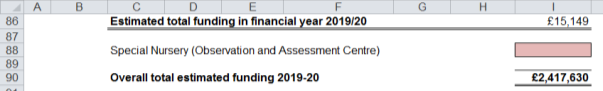 A B C D E F G H I
86 Estimated total funding in financial year 2019/20 £15,149
87
88 Special Nursery (Observation and Assessment Centre)
89
90 Overall total estimated funding 2019-20 £2,417,630